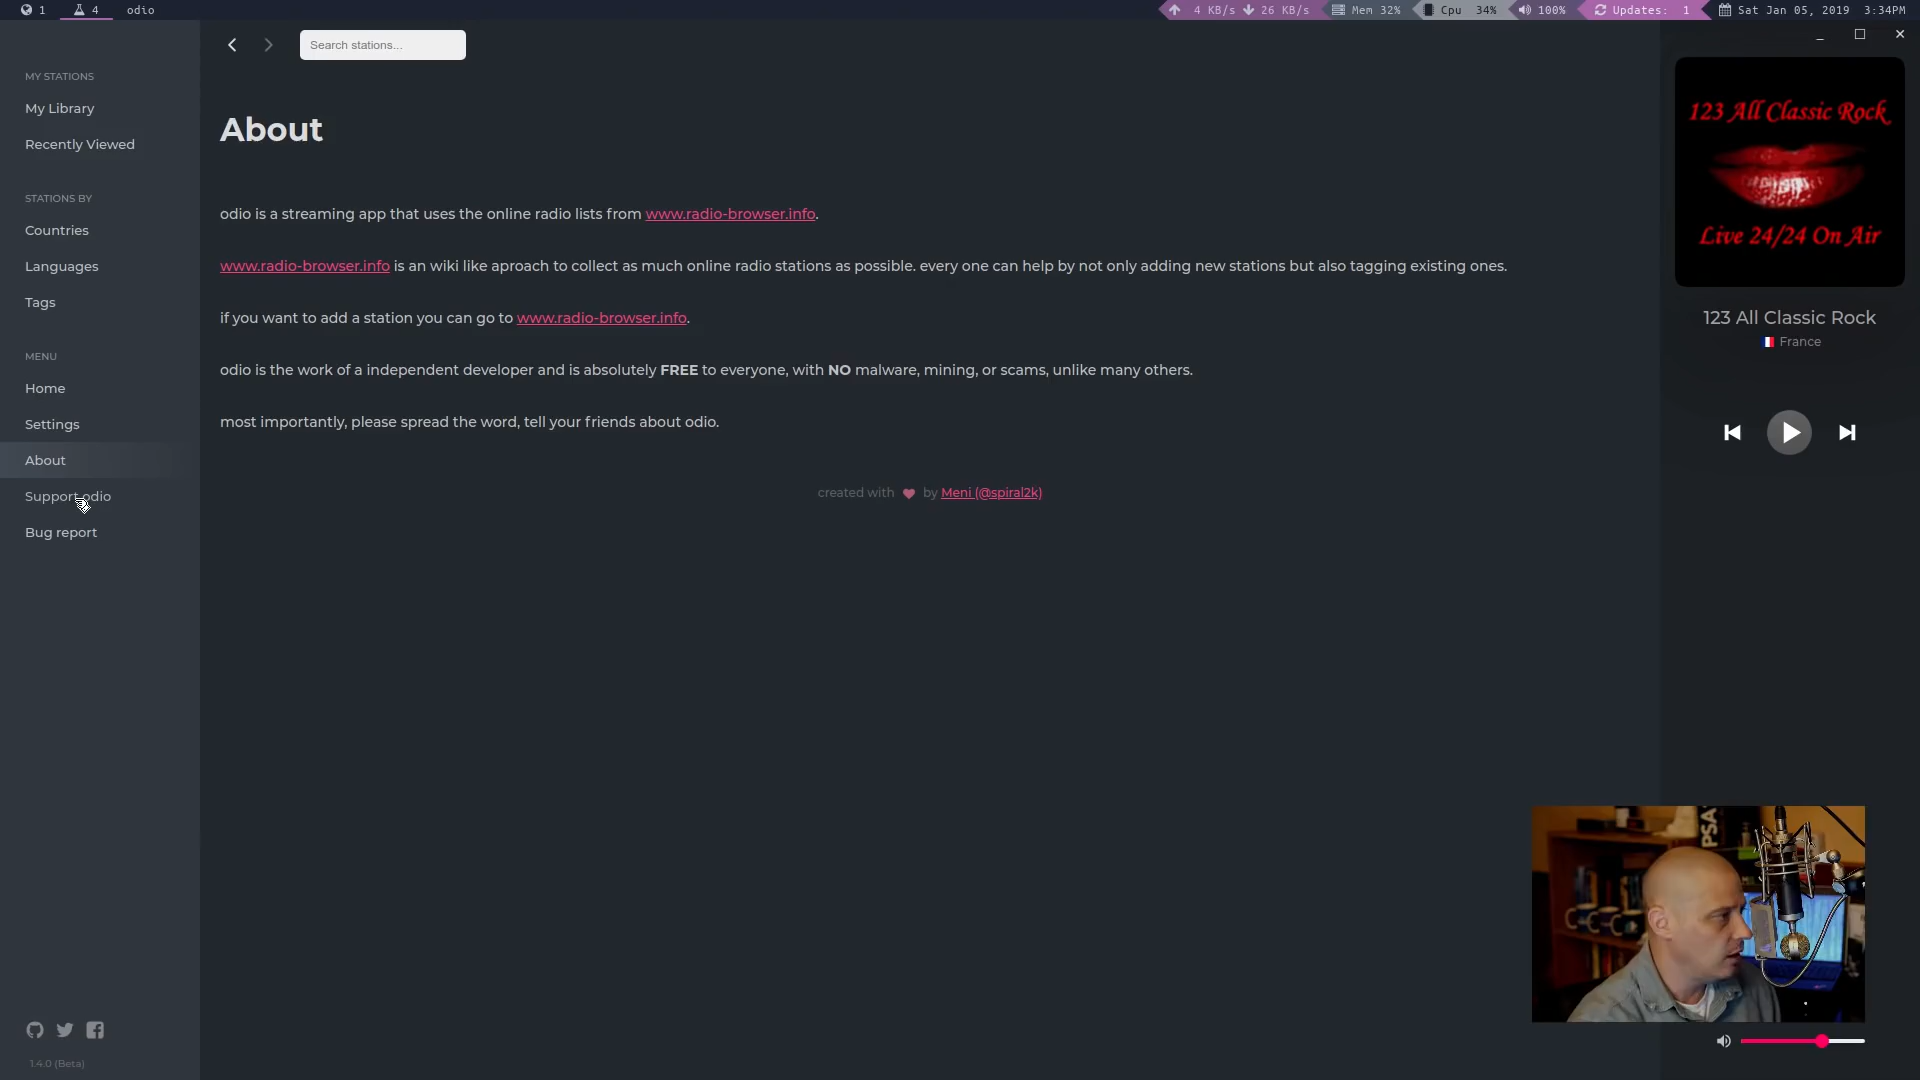 1 4 odio 4 KB/s 26 KB/s Mem 32% Cpu 34% 100% Updates: 1 Sat Jan 05, 2019 3:34PM
Search stations...
MY STATIONS
My Library
Recently Viewed
STATIONS BY
Countries
Languages
Tags
MENU
Home
Settings
About
Support odio
Bug report
1.4.0 (Beta)
About
odio is a streaming app that uses the online radio lists from www.radio-browser.info.
www.radio-browser.info is an wiki like aproach to collect as much online radio stations as possible. every one can help by not only adding new stations but also tagging existing ones.
if you want to add a station you can go to www.radio-browser.info.
odio is the work of a independent developer and is absolutely FREE to everyone, with NO malware, mining, or scams, unlike many others.
most importantly, please spread the word, tell your friends about odio.
created with by Meni (@spiral2k)
123 All Classic Rock
Live 24/24 On Air
123 All Classic Rock
France
PSA